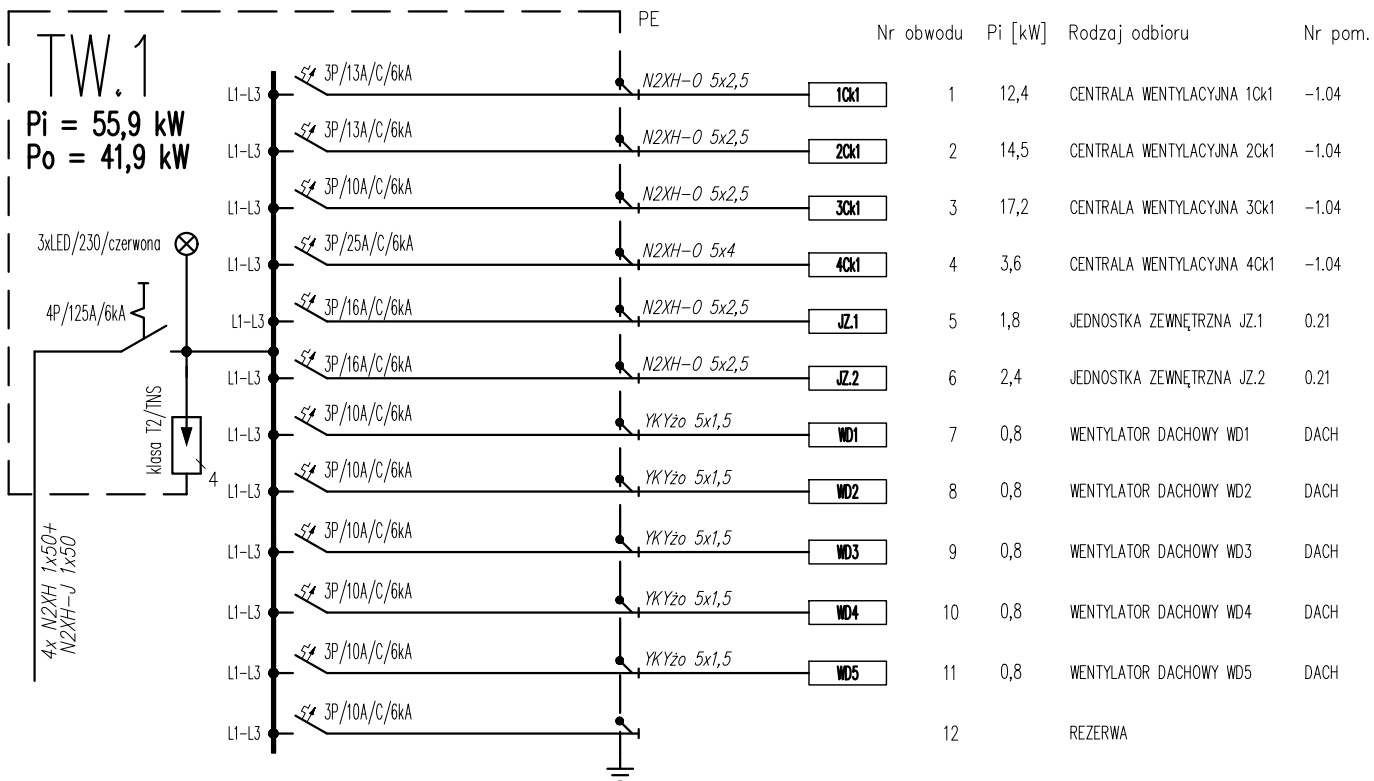 PE
Nr obwodu Pi [kW] Rodzaj odbioru Nr pom.
TW.1
Pi = 55,9 kW
Po = 41,9 kW
3xLED/230/czerwona
4P/125A/6kA
klasa T2/TNS
4
4x N2XH 1x50+
N2XH-J 1x50
L1-L3 3P/13A/C/6kA N2XH-O 5x2,5 1Ck1 1 12,4 CENTRALA WENTYLACYJNA 1Ck1 -1.04
L1-L3 3P/13A/C/6kA N2XH-O 5x2,5 2Ck1 2 14,5 CENTRALA WENTYLACYJNA 2Ck1 -1.04
L1-L3 3P/10A/C/6kA N2XH-O 5x2,5 3Ck1 3 17,2 CENTRALA WENTYLACYJNA 3Ck1 -1.04
L1-L3 3P/25A/C/6kA N2XH-O 5x4 4Ck1 4 3,6 CENTRALA WENTYLACYJNA 4Ck1 -1.04
L1-L3 3P/16A/C/6kA N2XH-O 5x2,5 JZ.1 5 1,8 JEDNOSTKA ZEWNĘTRZNA JZ.1 0.21
L1-L3 3P/16A/C/6kA N2XH-O 5x2,5 JZ.2 6 2,4 JEDNOSTKA ZEWNĘTRZNA JZ.2 0.21
L1-L3 3P/10A/C/6kA YKYżo 5x1,5 WD1 7 0,8 WENTYLATOR DACHOWY WD1 DACH
L1-L3 3P/10A/C/6kA YKYżo 5x1,5 WD2 8 0,8 WENTYLATOR DACHOWY WD2 DACH
L1-L3 3P/10A/C/6kA YKYżo 5x1,5 WD3 9 0,8 WENTYLATOR DACHOWY WD3 DACH
L1-L3 3P/10A/C/6kA YKYżo 5x1,5 WD4 10 0,8 WENTYLATOR DACHOWY WD4 DACH
L1-L3 3P/10A/C/6kA YKYżo 5x1,5 WD5 11 0,8 WENTYLATOR DACHOWY WD5 DACH
L1-L3 3P/10A/C/6kA 12 REZERWA